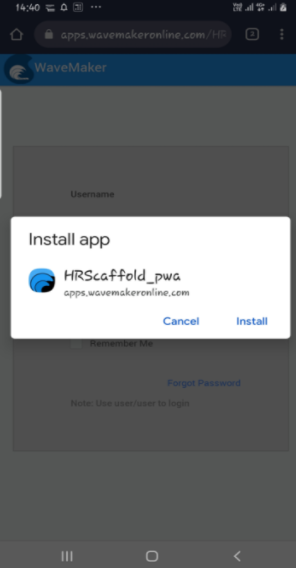 14:40
apps.wavemakeronline.com/HR
WaveMaker
Username
Install app
HRScaffold_pwa
apps.wavemakeronline.com
Cancel
Install
Remember Me
Forgot Password
Note: Use user/user to login